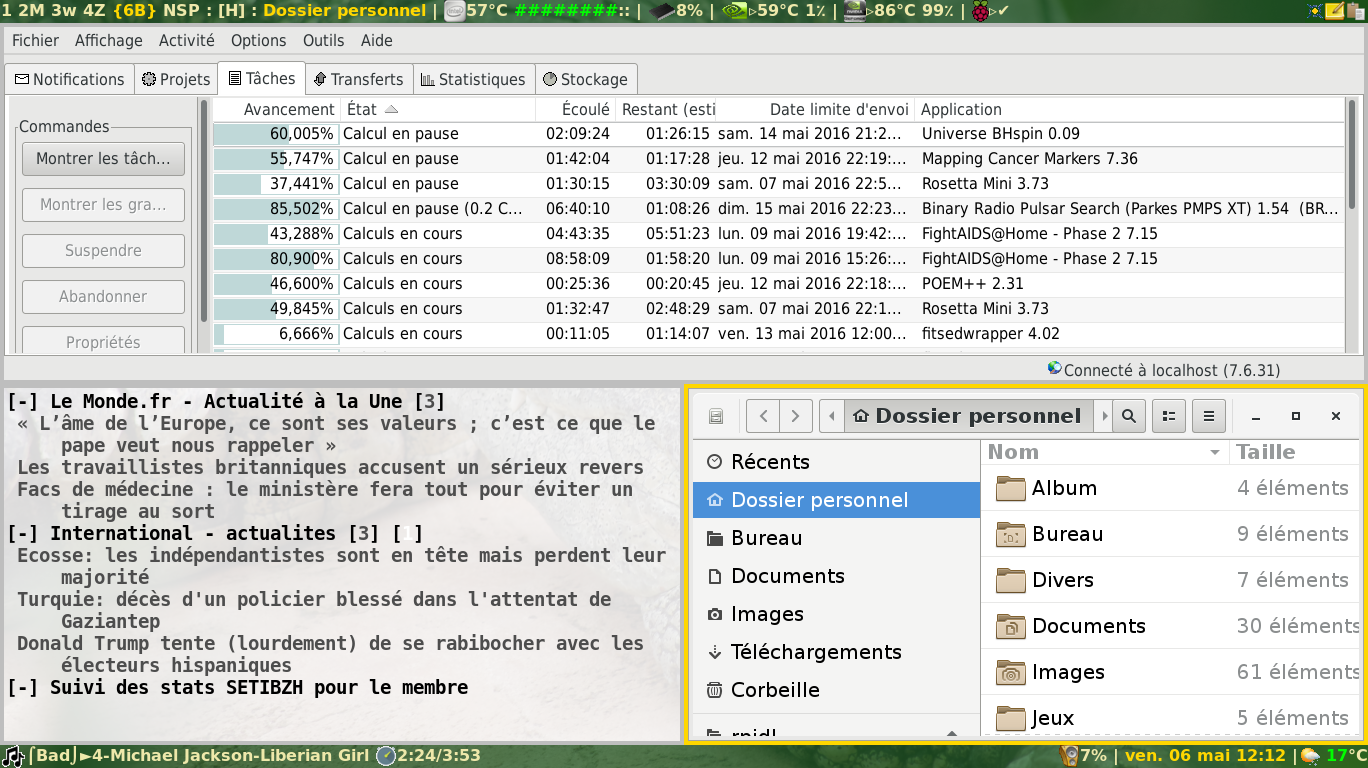 1 2M 3w 4Z {6B} NSP : [H] : Dossier personnel | 57°C ########:: | 8% | 59°C 1% | 86°C 99% | ✔
Fichier Affichage Activité Options Outils Aide
Notifications Projets Tâches Transferts Statistiques Stockage
Commandes
Montrer les tâch...
Montrer les gra...
Suspendre
Abandonner
Propriétés
Avancement État Écoulé Restant (esti Date limite d'envoi Application
60,005% Calcul en pause 02:09:24 01:26:15 sam. 14 mai 2016 21:2... Universe BHspin 0.09
55,747% Calcul en pause 01:42:04 01:17:28 jeu. 12 mai 2016 22:19:... Mapping Cancer Markers 7.36
37,441% Calcul en pause 01:30:15 03:30:09 sam. 07 mai 2016 22:5... Rosetta Mini 3.73
85,502% Calcul en pause (0.2 C... 06:40:10 01:08:26 dim. 15 mai 2016 22:23... Binary Radio Pulsar Search (Parkes PMPS XT) 1.54 (BR...
43,288% Calculs en cours 04:43:35 05:51:23 lun. 09 mai 2016 19:42:... FightAIDS@Home - Phase 2 7.15
80,900% Calculs en cours 08:58:09 01:58:20 lun. 09 mai 2016 15:26:... FightAIDS@Home - Phase 2 7.15
46,600% Calculs en cours 00:25:36 00:20:45 jeu. 12 mai 2016 22:18:... POEM++ 2.31
49,845% Calculs en cours 01:32:47 02:48:29 sam. 07 mai 2016 22:1... Rosetta Mini 3.73
6,666% Calculs en cours 00:11:05 01:14:07 ven. 13 mai 2016 12:00... fitsedwrapper 4.02
Connecté à localhost (7.6.31)
[-] Le Monde.fr - Actualité à la Une [3]
« L’âme de l’Europe, ce sont ses valeurs ; c’est ce que le
pape veut nous rappeler »
Les travaillistes britanniques accusent un sérieux revers
Facs de médecine : le ministère fera tout pour éviter un
tirage au sort
[-] International - actualites [3] [1]
Ecosse: les indépendantistes sont en tête mais perdent leur
majorité
Turquie: décès d'un policier blessé dans l'attentat de
Gaziantep
Donald Trump tente (lourdement) de se rabibocher avec les
électeurs hispaniques
[-] Suivi des stats SETIBZH pour le membre
Dossier personnel
Récents
Dossier personnel
Bureau
Documents
Images
Téléchargements
Corbeille
Nom Taille
Album 4 éléments
Bureau 9 éléments
Divers 7 éléments
Documents 30 éléments
Images 61 éléments
Jeux 5 éléments
[Bad]►4-Michael Jackson-Liberian Girl 2:24/3:53
7% | ven. 06 mai 12:12 | 17°C